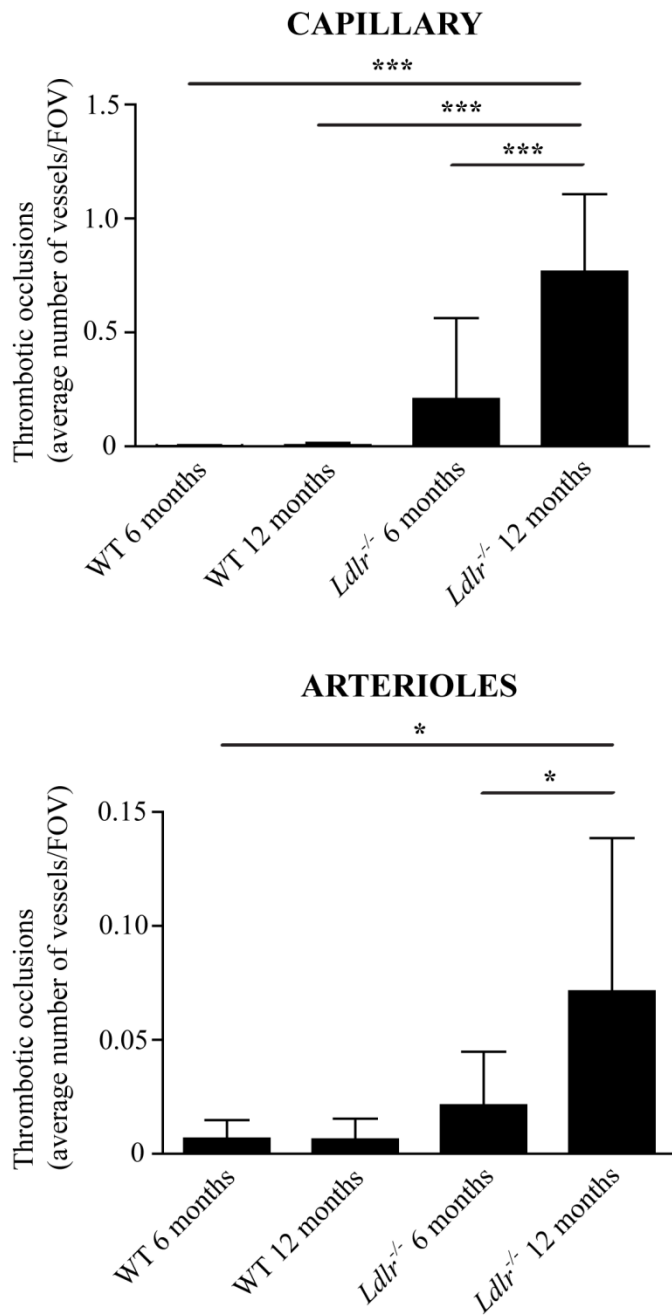 CAPILLARY
***
***
***
1.5
1.0
0.5
0
Thrombotic occlusions
(average number of vessels/FOV)
WT 6 months
WT 12 months
Ldlr-/- 6 months
Ldlr-/- 12 months
ARTERIOLES
*
*
0.15
0.10
0.05
0
Thrombotic occlusions
(average number of vessels/FOV)
WT 6 months
WT 12 months
Ldlr-/- 6 months
Ldlr-/- 12 months